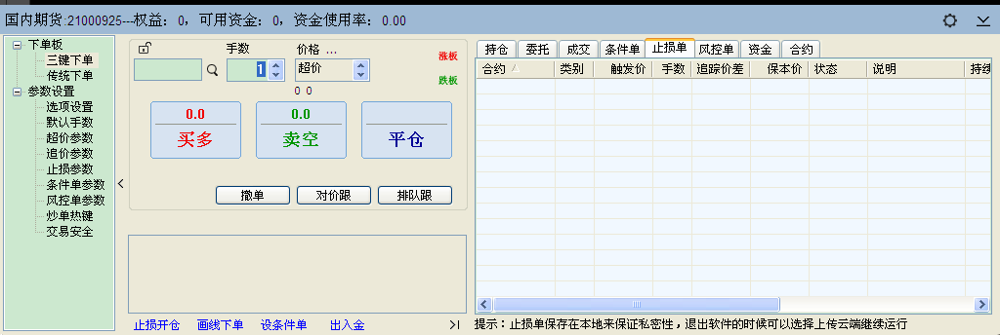 国内期货:21000925---权益: 0, 可用资金: 0, 资金使用率: 0.00
下单板
三键下单
传统下单
参数设置
选项设置
默认手数
超价参数
追价参数
止损参数
条件单参数
风控单参数
炒单热键
交易安全
手数 价格 ...
1 超价
涨板
跌板
0 0
0.0 0.0
买多 卖空 平仓
撤单 对价跟 排队跟
止损开仓 画线下单 设条件单 出入金
持仓 委托 成交 条件单 止损单 风控单 资金 合约
合约 类别 触发价 手数 追踪价差 保本价 状态 说明 持续
提示：止损单保存在本地来保证私密性，退出软件的时候可以选择上传云端继续运行